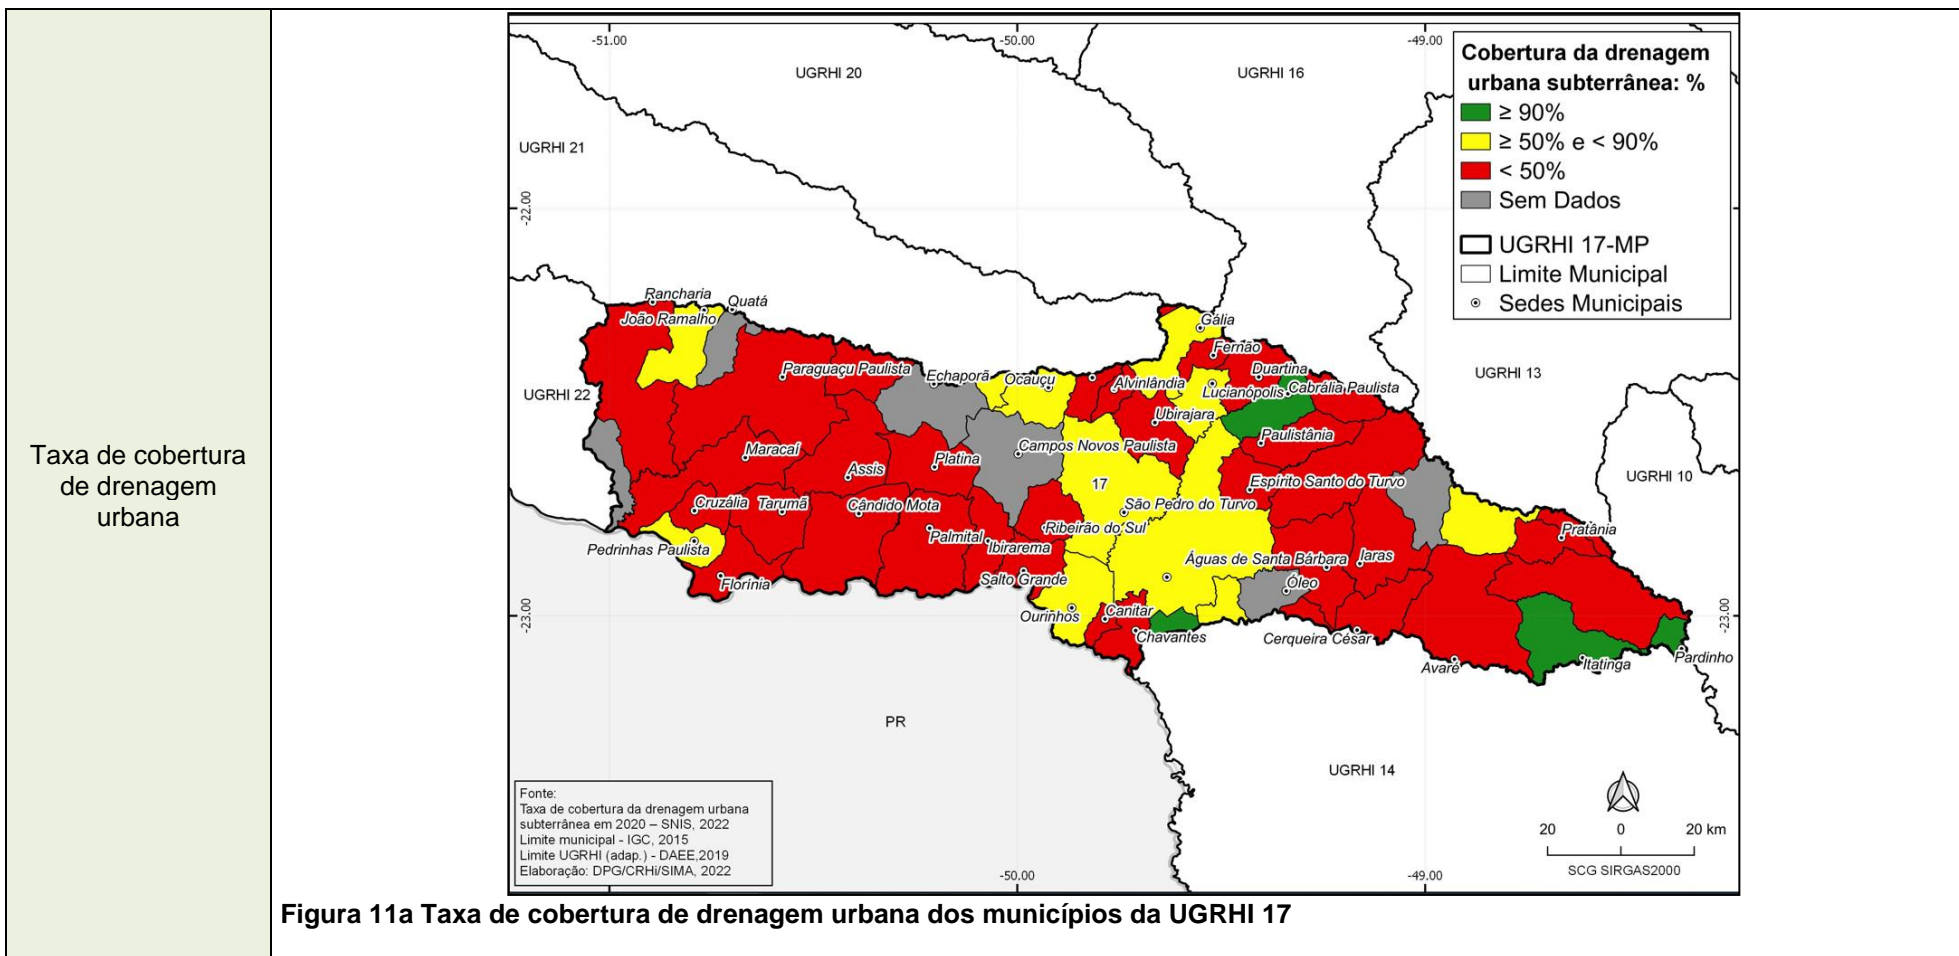 Taxa de cobertura
de drenagem
urbana
-51.00
-50.00
-49.00
UGRHI 20
UGRHI 16
UGRHI 21
Cobertura da drenagem
urbana subterrânea: %
≥ 90%
≥ 50% e < 90%
< 50%
Sem Dados
UGRHI 17-MP
Limite Municipal
Sedes Municipais
-22.00
-22.00
Rancharia
Quatá
João Ramalho
Gália
Fernão
Paraguaçu Paulista
Echaporã
Ocauçu
Alvinlândia
Duartina
Lucianópolis
Cabrália Paulista
UGRHI 13
UGRHI 22
Ubirajara
Paulistânia
Campos Novos Paulista
Maracaí
Assis
Platina
UGRHI 10
17
Espírito Santo do Turvo
Cruzália
Tarumã
Cândido Mota
São Pedro do Turvo
Ribeirão do Sul
Pratânia
Pedrinhas Paulista
Palmital
Ibirarema
Águas de Santa Bárbara
Iaras
Florínia
Salto Grande
Óleo
-23.00
Ourinhos
Canitar
-23.00
Chavantes
Cerqueira César
Avaré
Itatinga
Pardinho
PR
UGRHI 14
Fonte:
Taxa de cobertura da drenagem urbana
subterrânea em 2020 – SNIS, 2022
Limite municipal - IGC, 2015
Limite UGRHI (adap.) - DAEE,2019
Elaboração: DPG/CRHi/SIMA, 2022
20 0 20 km
SCG SIRGAS2000
-50.00
-49.00
Figura 11a Taxa de cobertura de drenagem urbana dos municípios da UGRHI 17